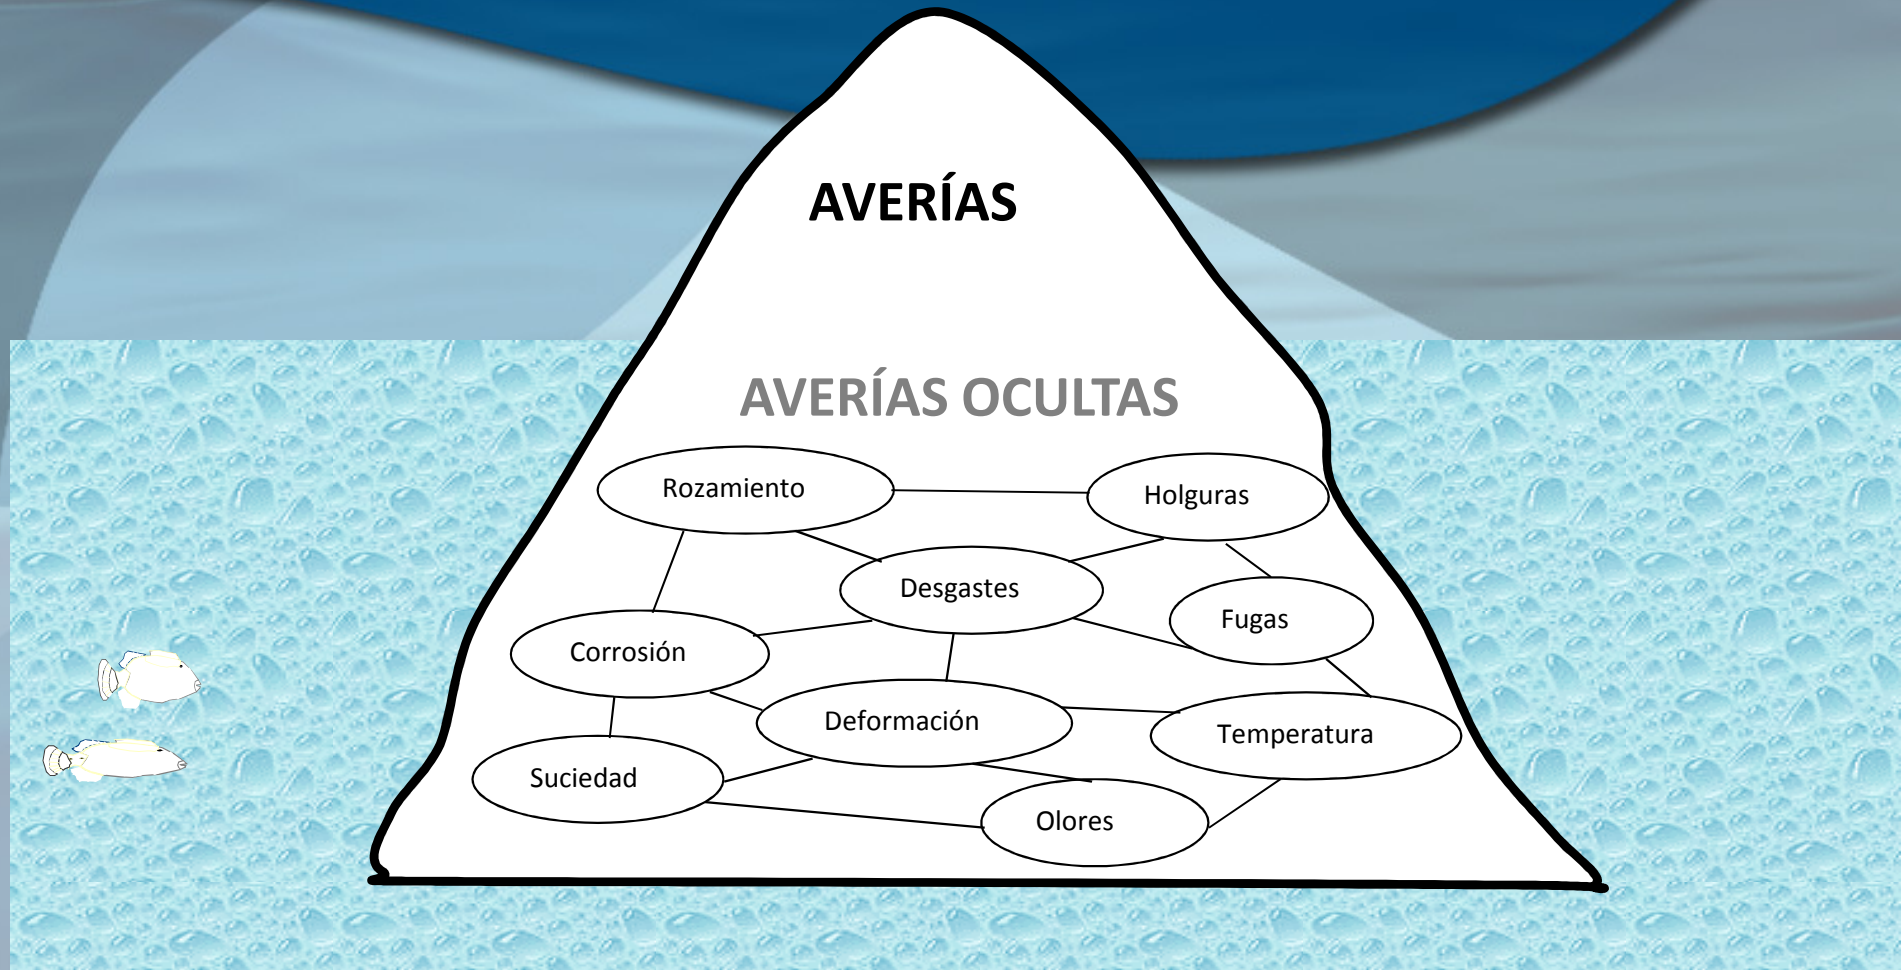 AVERÍAS
AVERÍAS OCULTAS
Rozamiento
Holguras
Desgastes
Fugas
Corrosión
Deformación
Temperatura
Suciedad
Olores